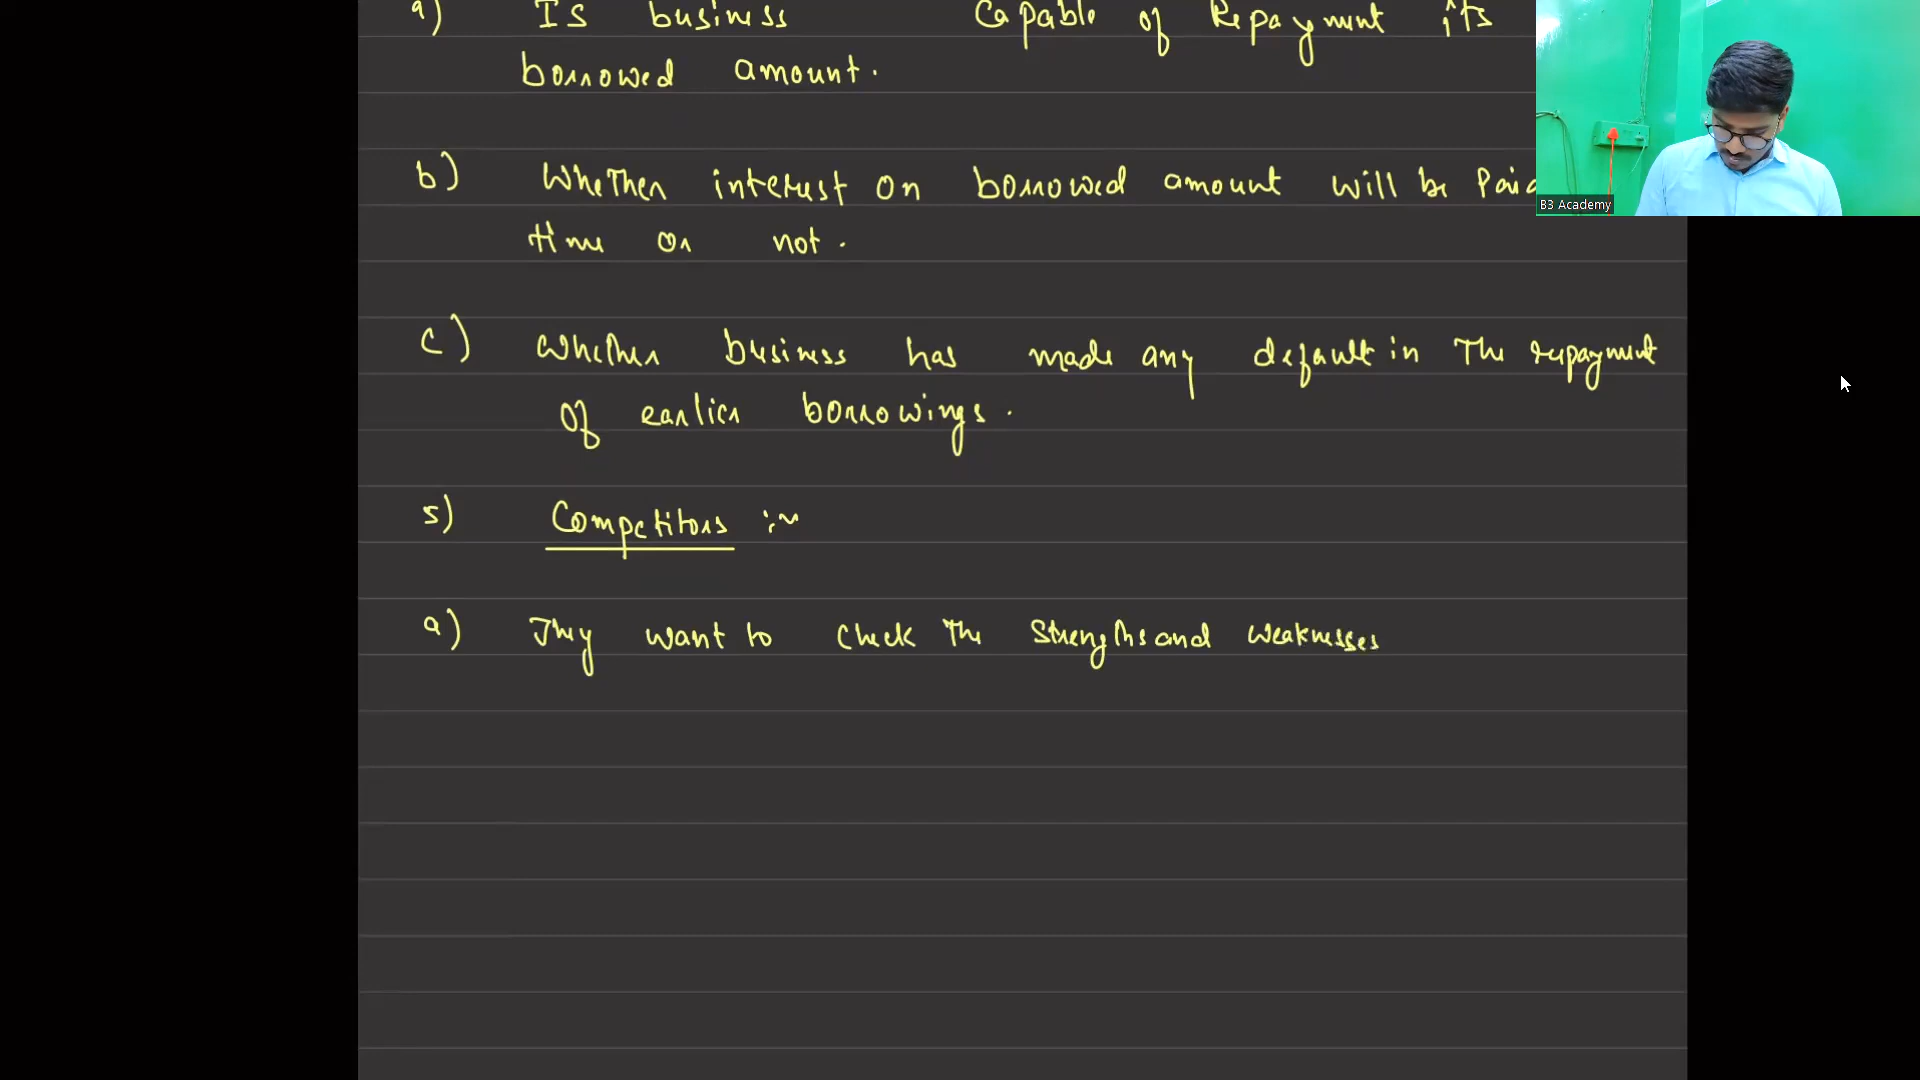 a) Is business Capable of Repayment its
borrowed amount.
b) Whether interest on borrowed amount will be Paid
time or not.
c) Whether business has made any default in The repayment
of earlier borrowings.
5) Competitors :~
a) They want to Check The Strengths and Weaknesses
B3 Academy